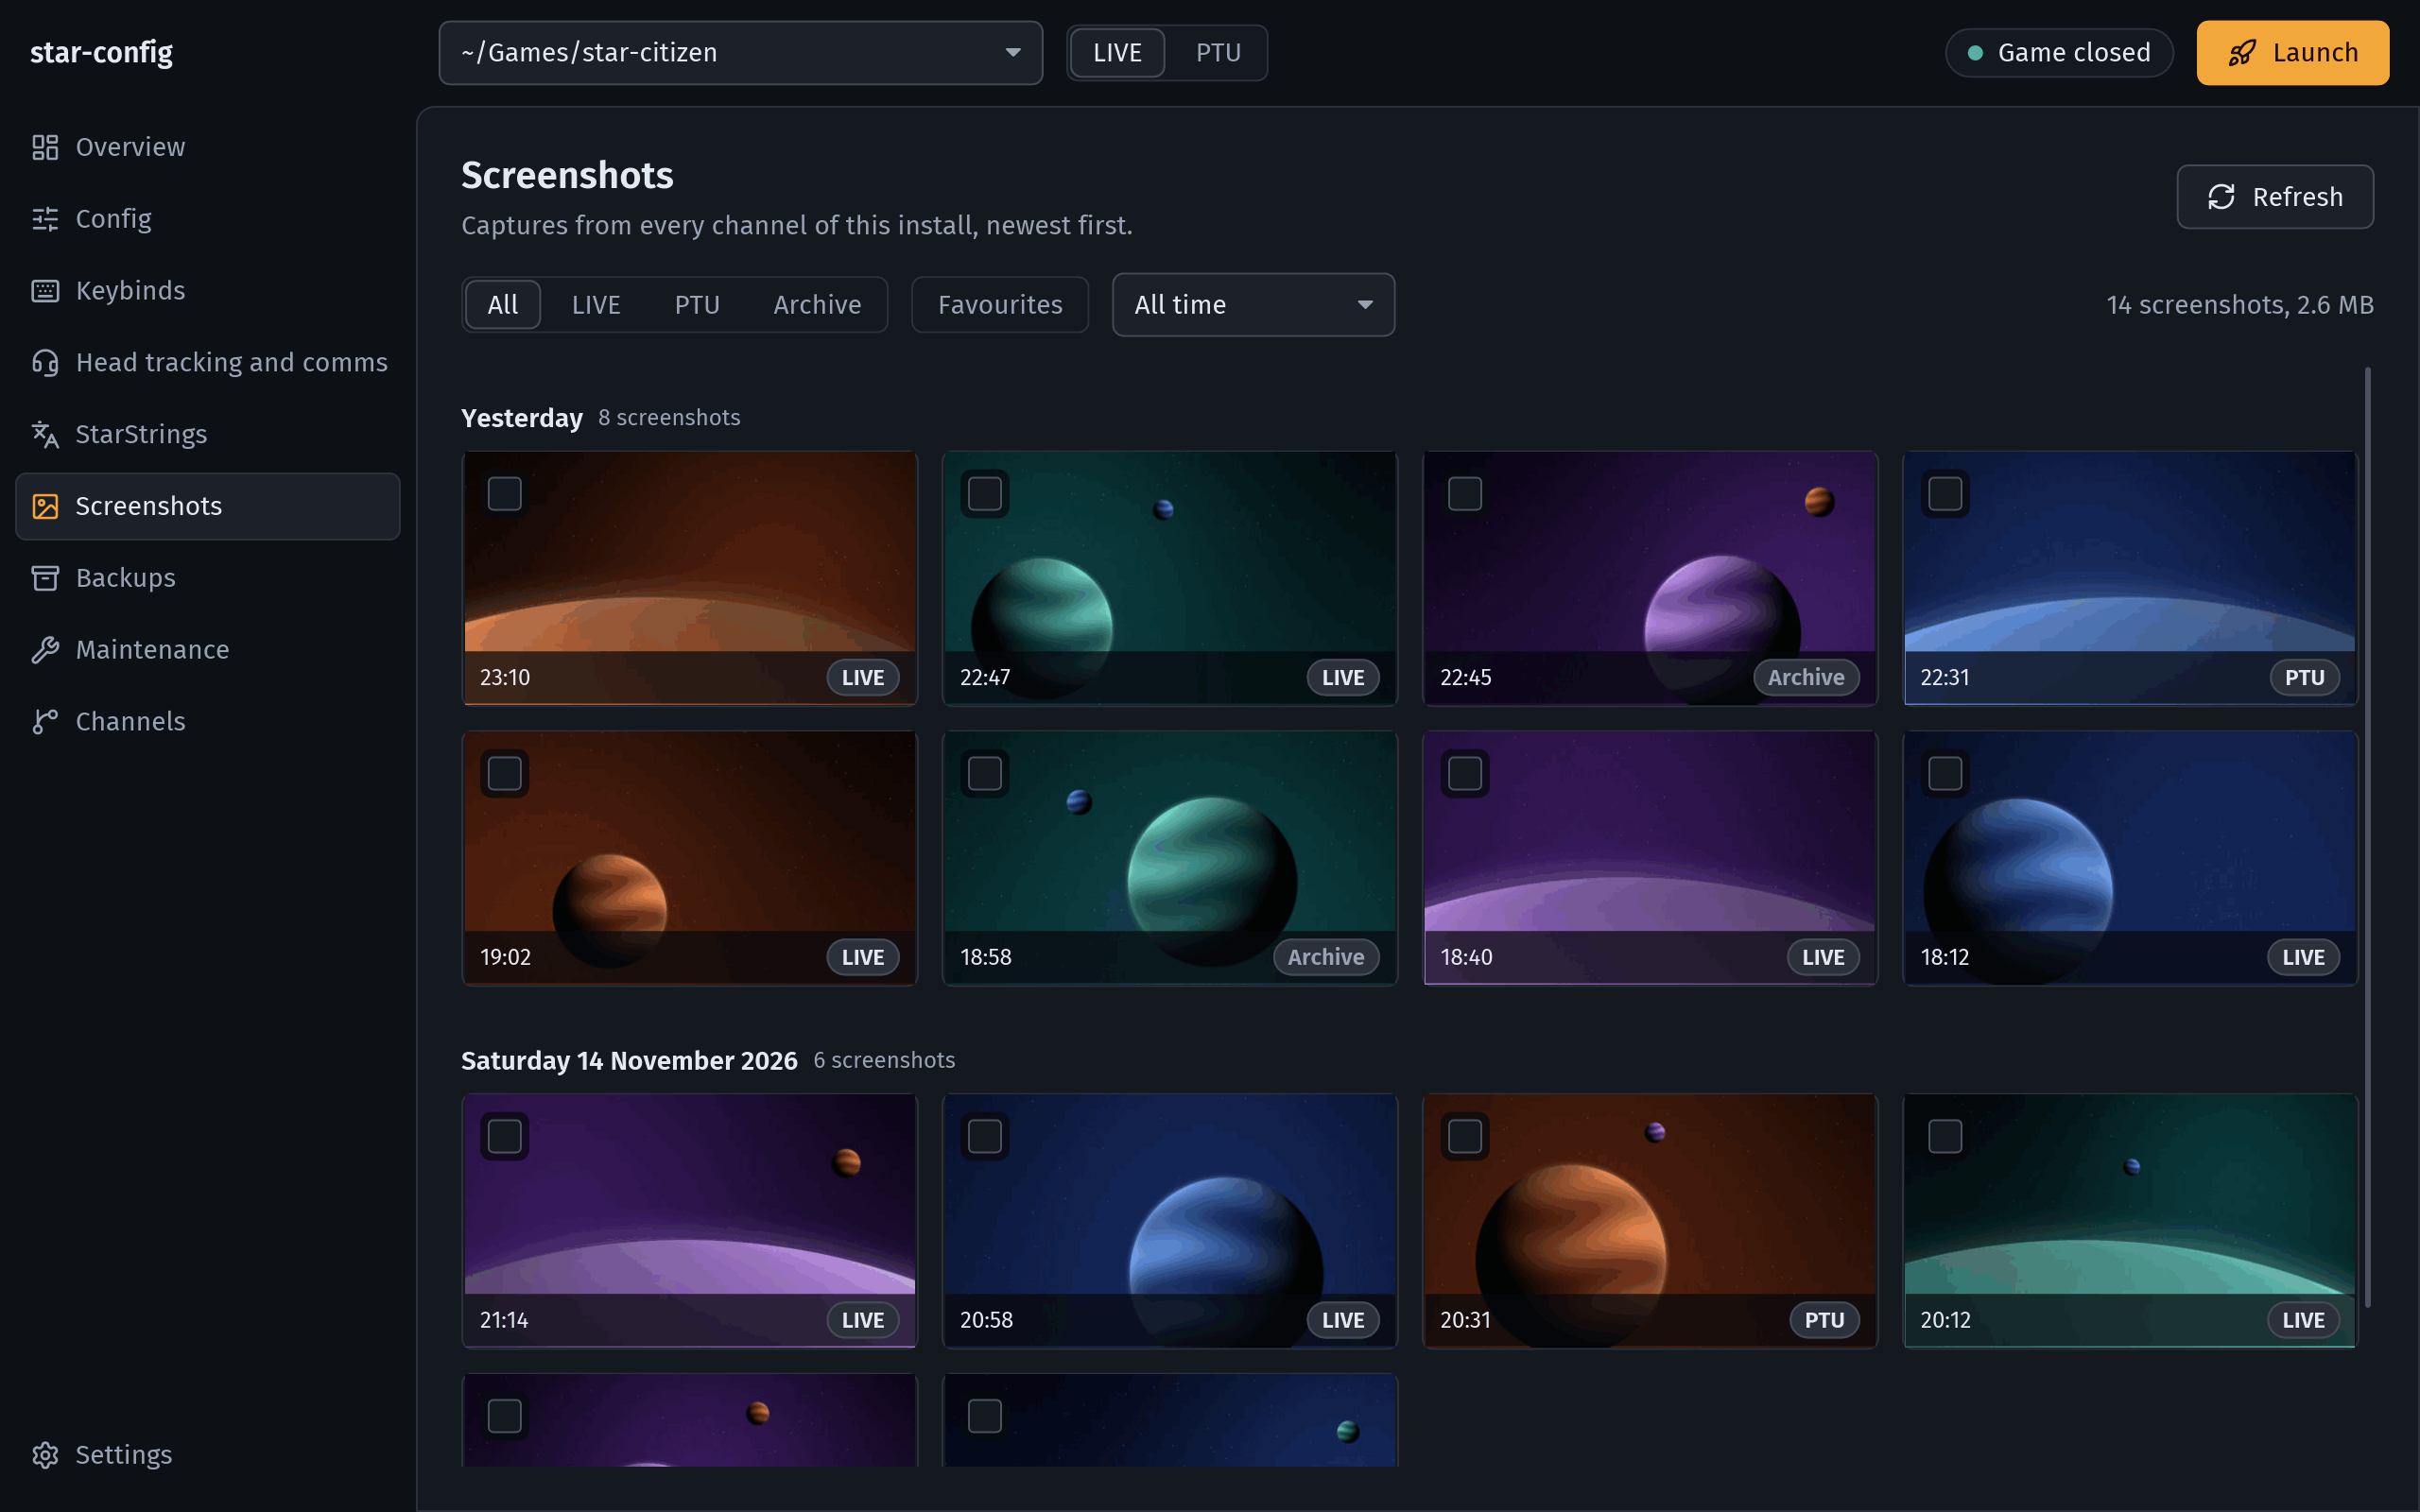 star-config
~/Games/star-citizen
LIVE
PTU
Game closed
Launch
Overview
Config
Keybinds
Head tracking and comms
StarStrings
Screenshots
Backups
Maintenance
Channels
Settings
Screenshots
Captures from every channel of this install, newest first.
Refresh
All
LIVE
PTU
Archive
Favourites
All time
14 screenshots, 2.6 MB
Yesterday 8 screenshots
23:10 LIVE
22:47 LIVE
22:45 Archive
22:31 PTU
19:02 LIVE
18:58 Archive
18:40 LIVE
18:12 LIVE
Saturday 14 November 2026 6 screenshots
21:14 LIVE
20:58 LIVE
20:31 PTU
20:12 LIVE